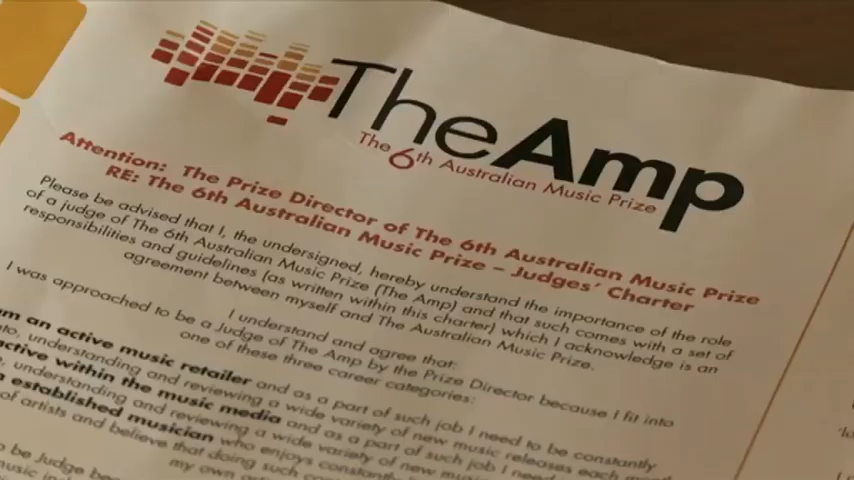 TheAmp
The 6th Australian Music Prize
Attention: The Prize Director of The 6th Australian Music Prize
RE: The 6th Australian Music Prize – Judges' Charter
Please be advised that I, the undersigned, hereby understand the importance of the role
of a judge of The 6th Australian Music Prize (The Amp) and that such comes with a set of
responsibilities and guidelines (as written within this charter) which I acknowledge is an
agreement between myself and The Australian Music Prize.
I understand and agree that:
I was approached to be a Judge of The Amp by the Prize Director because I fit into
one of these three career categories:
am an active music retailer and as a part of such job I need to be constantly
to, understanding and reviewing a wide variety of new music releases each
active within the music media and as a part of such job I need
, understanding and reviewing a wide variety of new music
established musician who enjoys constantly
of artists and believe that doing such
my own
be Judge
music